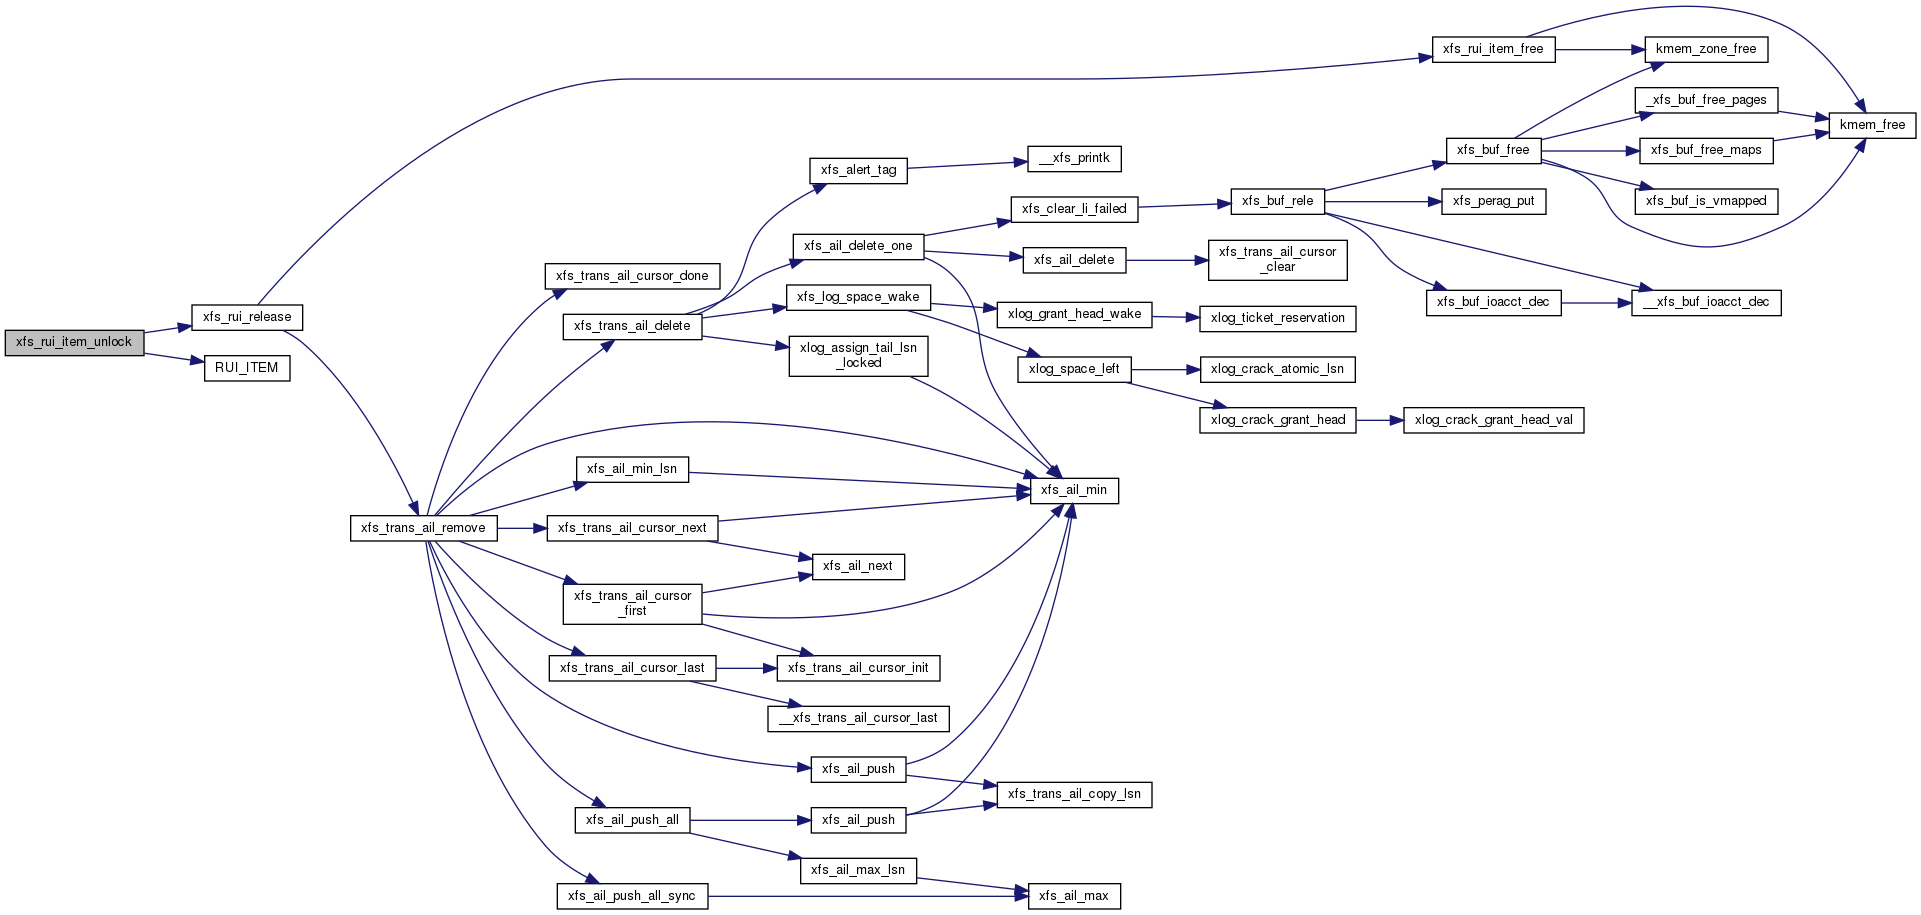 xfs_rui_item_free
kmem_zone_free
_xfs_buf_free_pages
kmem_free
xfs_buf_free
xfs_buf_free_maps
__xfs_printk
xfs_alert_tag
xfs_clear_li_failed
xfs_buf_rele
xfs_perag_put
xfs_buf_is_vmapped
xfs_ail_delete_one
xfs_ail_delete
xfs_trans_ail_cursor
_clear
xfs_trans_ail_cursor_done
xfs_log_space_wake
xfs_buf_ioacct_dec
__xfs_buf_ioacct_dec
xfs_rui_release
xfs_trans_ail_delete
xlog_grant_head_wake
xlog_ticket_reservation
xfs_rui_item_unlock
xlog_assign_tail_lsn
_locked
RUI_ITEM
xlog_space_left
xlog_crack_atomic_lsn
xlog_crack_grant_head
xlog_crack_grant_head_val
xfs_ail_min_lsn
xfs_ail_min
xfs_trans_ail_remove
xfs_trans_ail_cursor_next
xfs_ail_next
xfs_trans_ail_cursor
_first
xfs_trans_ail_cursor_last
xfs_trans_ail_cursor_init
__xfs_trans_ail_cursor_last
xfs_ail_push
xfs_trans_ail_copy_lsn
xfs_ail_push_all
xfs_ail_push
xfs_ail_max_lsn
xfs_ail_push_all_sync
xfs_ail_max